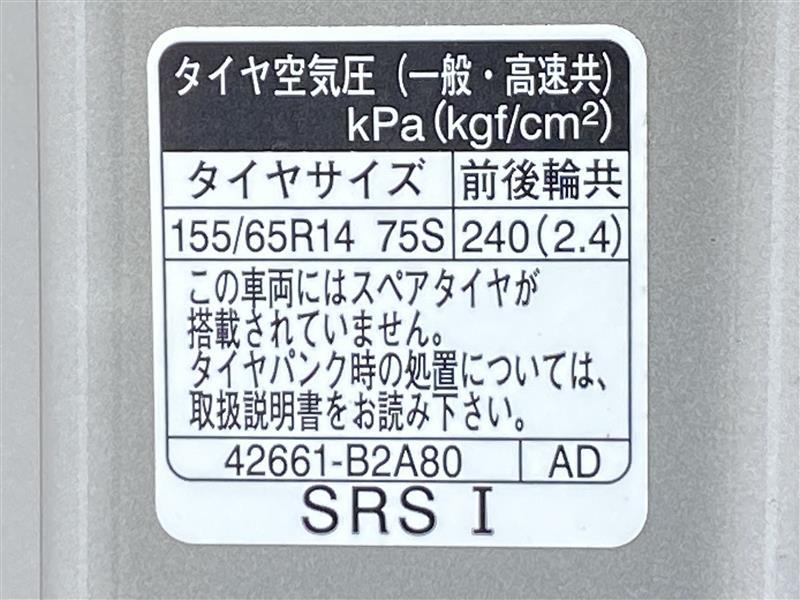 タイヤ空気圧（一般・高速共）
kPa(kgf/cm²)
タイヤサイズ 前後輪共
155/65R14 75S 240(2.4)
この車両にはスペアタイヤが
搭載されていません。
タイヤパンク時の処置については、
取扱説明書をお読み下さい。
42661-B2A80 AD
SRS I